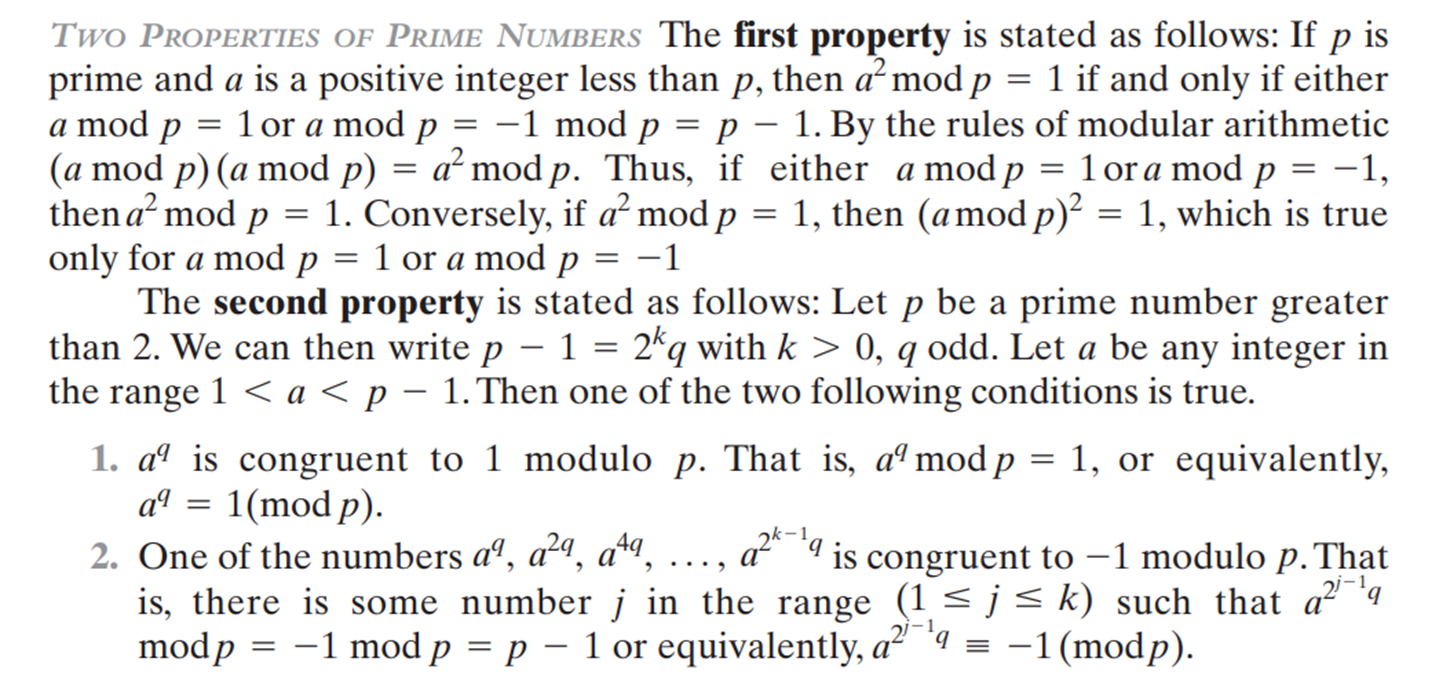 TWO PROPERTIES OF PRIME NUMBERS The first property is stated as follows: If p is
prime and a is a positive integer less than p, then a² mod p = 1 if and only if either
a mod p = 1 or a mod p = −1 mod p = p − 1. By the rules of modular arithmetic
(a mod p)(a mod p) = a² mod p. Thus, if either a mod p = 1 or a mod p = −1,
then a² mod p = 1. Conversely, if a² mod p = 1, then (a mod p)² = 1, which is true
only for a mod p = 1 or a mod p = −1
The second property is stated as follows: Let p be a prime number greater
than 2. We can then write p − 1 = 2ᵏq with k > 0, q odd. Let a be any integer in
the range 1 < a < p − 1. Then one of the two following conditions is true.
1. a^q is congruent to 1 modulo p. That is, a^q mod p = 1, or equivalently,
a^q = 1(mod p).
2. One of the numbers a^q, a^{2q}, a^{4q}, …, a^{2^{k−1}q} is congruent to −1 modulo p. That
is, there is some number j in the range (1 ≤ j ≤ k) such that a^{2^{j−1}q}
mod p = −1 mod p = p − 1 or equivalently, a^{2^{j−1}q} ≡ −1(mod p).